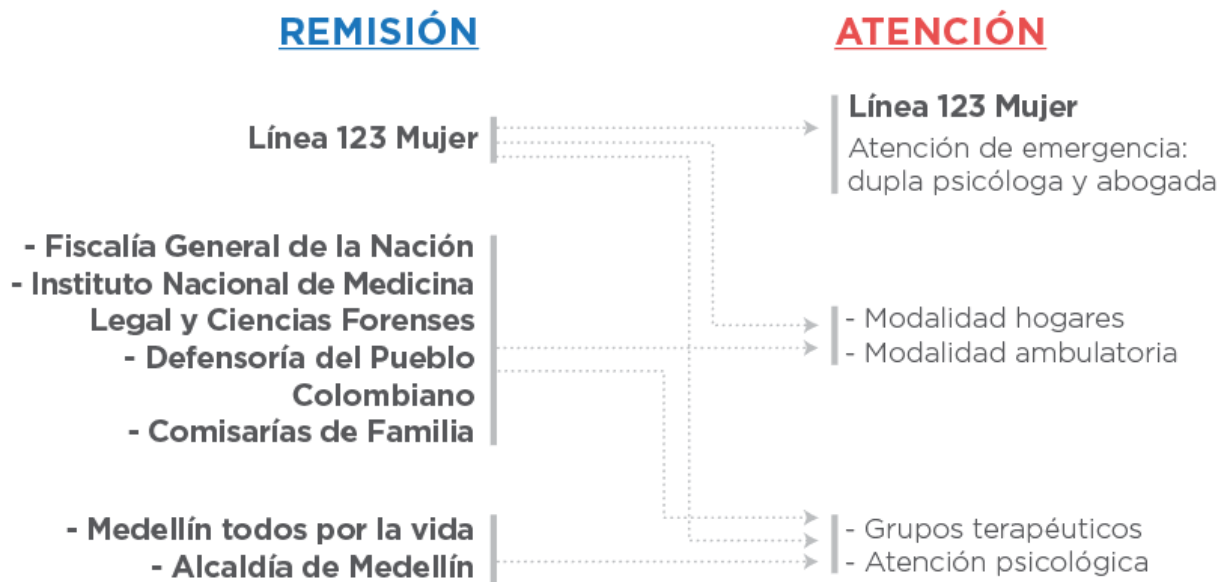 REMISIÓN
Línea 123 Mujer
- Fiscalía General de la Nación
- Instituto Nacional de Medicina
Legal y Ciencias Forenses
- Defensoría del Pueblo
Colombiano
- Comisarías de Familia
- Medellín todos por la vida
- Alcaldía de Medellín
ATENCIÓN
Línea 123 Mujer
Atención de emergencia:
dupla psicóloga y abogada
- Modalidad hogares
- Modalidad ambulatoria
- Grupos terapéuticos
- Atención psicológica